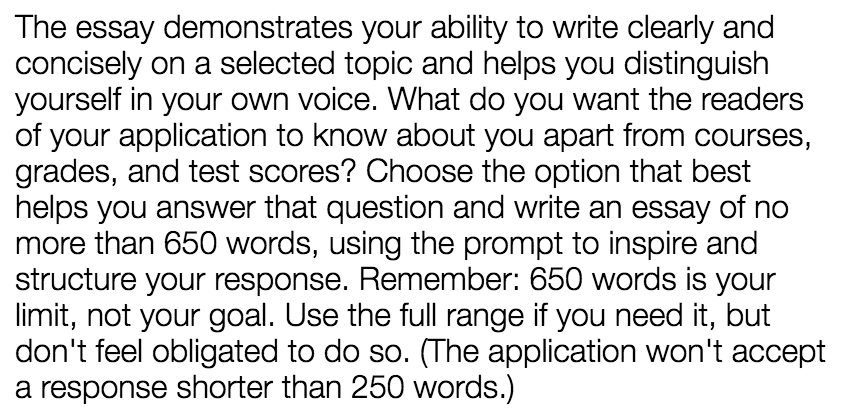 The essay demonstrates your ability to write clearly and
concisely on a selected topic and helps you distinguish
yourself in your own voice. What do you want the readers
of your application to know about you apart from courses,
grades, and test scores? Choose the option that best
helps you answer that question and write an essay of no
more than 650 words, using the prompt to inspire and
structure your response. Remember: 650 words is your
limit, not your goal. Use the full range if you need it, but
don't feel obligated to do so. (The application won't accept
a response shorter than 250 words.)